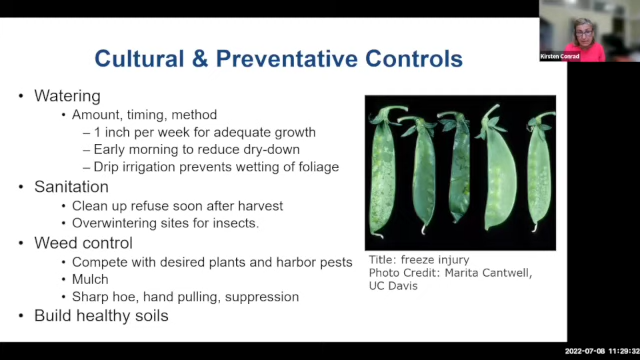 Kirsten Conrad
Cultural & Preventative Controls
• Watering
• Amount, timing, method
– 1 inch per week for adequate growth
– Early morning to reduce dry-down
– Drip irrigation prevents wetting of foliage
• Sanitation
• Clean up refuse soon after harvest
• Overwintering sites for insects.
• Weed control
• Compete with desired plants and harbor pests
• Mulch
• Sharp hoe, hand pulling, suppression
• Build healthy soils
Title: freeze injury
Photo Credit: Marita Cantwell,
UC Davis
2022-07-08 11:29:32